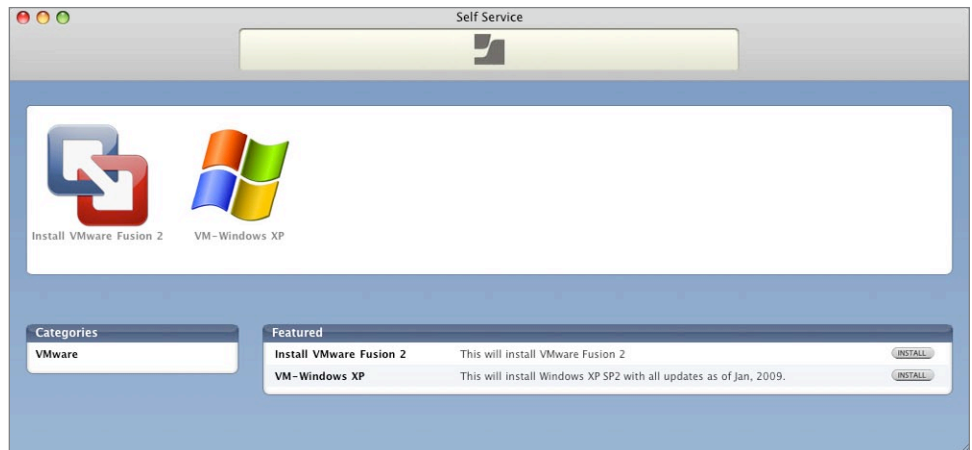 Self Service
Install VMware Fusion 2
VM-Windows XP
Categories
VMware
Featured
Install VMware Fusion 2 This will install VMware Fusion 2 INSTALL
VM-Windows XP This will install Windows XP SP2 with all updates as of Jan, 2009. INSTALL